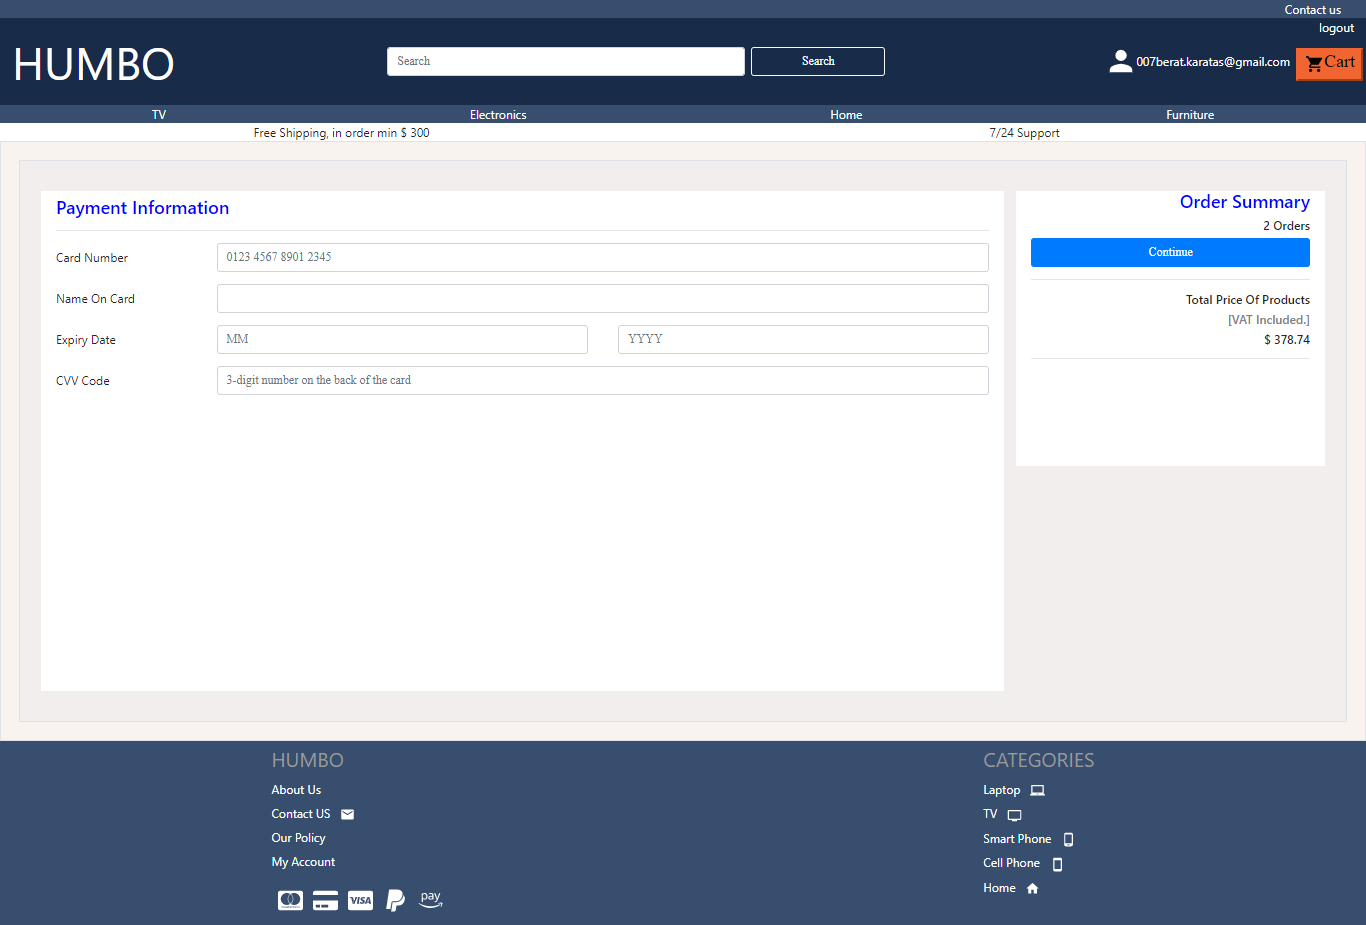 Contact us
logout
HUMBO
Search
Search
007berat.karatas@gmail.com
Cart
TV
Electronics
Home
Furniture
Free Shipping, in order min $ 300
7/24 Support
Payment Information
Card Number
0123 4567 8901 2345
Name On Card
Expiry Date
MM
YYYY
CVV Code
3-digit number on the back of the card
Order Summary
2 Orders
Continue
Total Price Of Products
[VAT Included.]
$ 378.74
HUMBO
About Us
Contact US
Our Policy
My Account
VISA
pay
CATEGORIES
Laptop
TV
Smart Phone
Cell Phone
Home